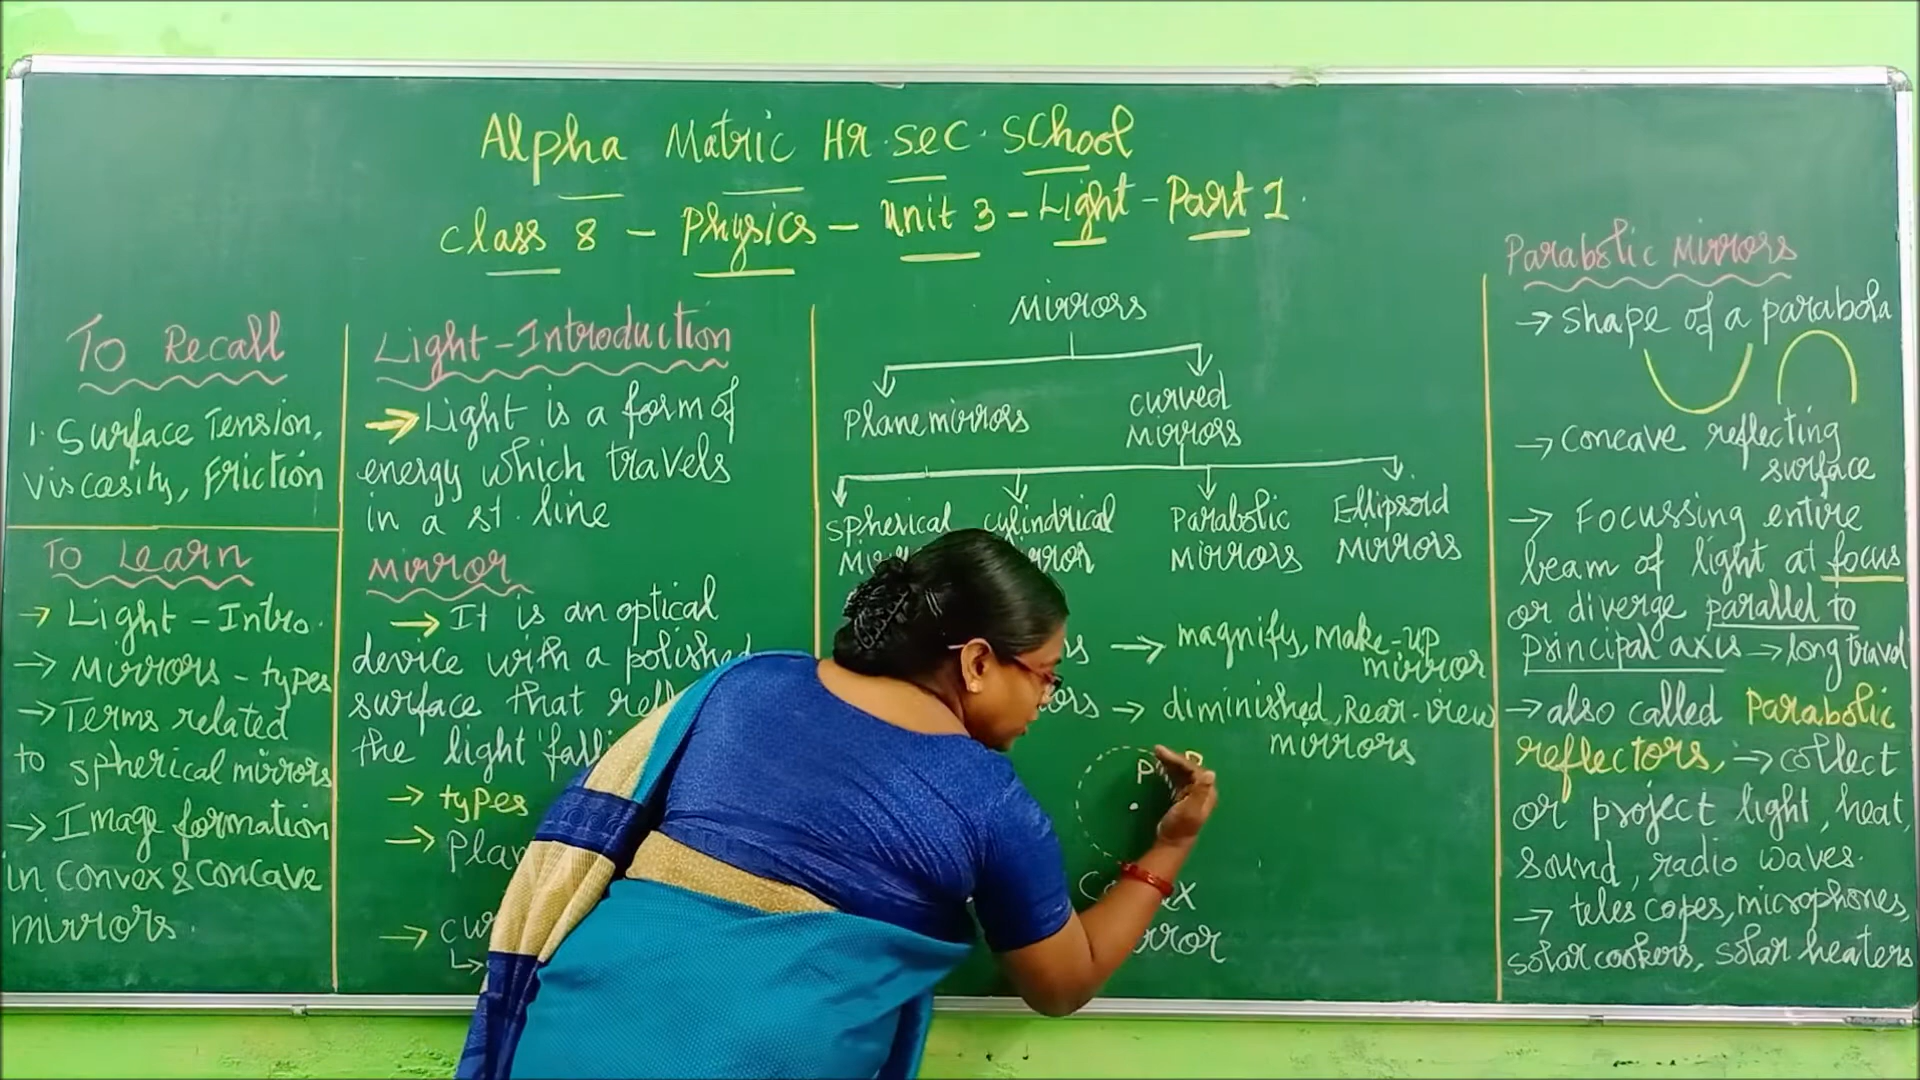 Alpha Matric Hr. Sec. School
Class 8 - Physics - Unit 3 - Light - Part 1
To Recall
1. Surface Tension,
viscosity, Friction
To Learn
→ Light - Intro.
→ Mirrors - types
→ Terms related
to spherical mirrors
→ Image formation
in convex & concave
mirrors.
Light - Introduction
→ Light is a form of
energy which travels
in a st. line
Mirror
→ It is an optical
device with a polished
surface that
the light
→ types
→
→
Mirrors
Plane mirrors
curved
mirrors
spherical
cylindrical
Parabolic
mirrors
Ellipsoid
mirrors
→ magnify, make-up
mirror
→ diminished, Rear-view
mirrors
P
Parabolic Mirrors
→ shape of a parabola
→ concave reflecting
surface
→ Focussing entire
beam of light at focus
or diverge parallel to
principal axis → long travel
→ also called Parabolic
reflectors, → collect
or project light, heat,
sound, radio waves.
→ telescopes, microphones,
solar cookers, solar heaters